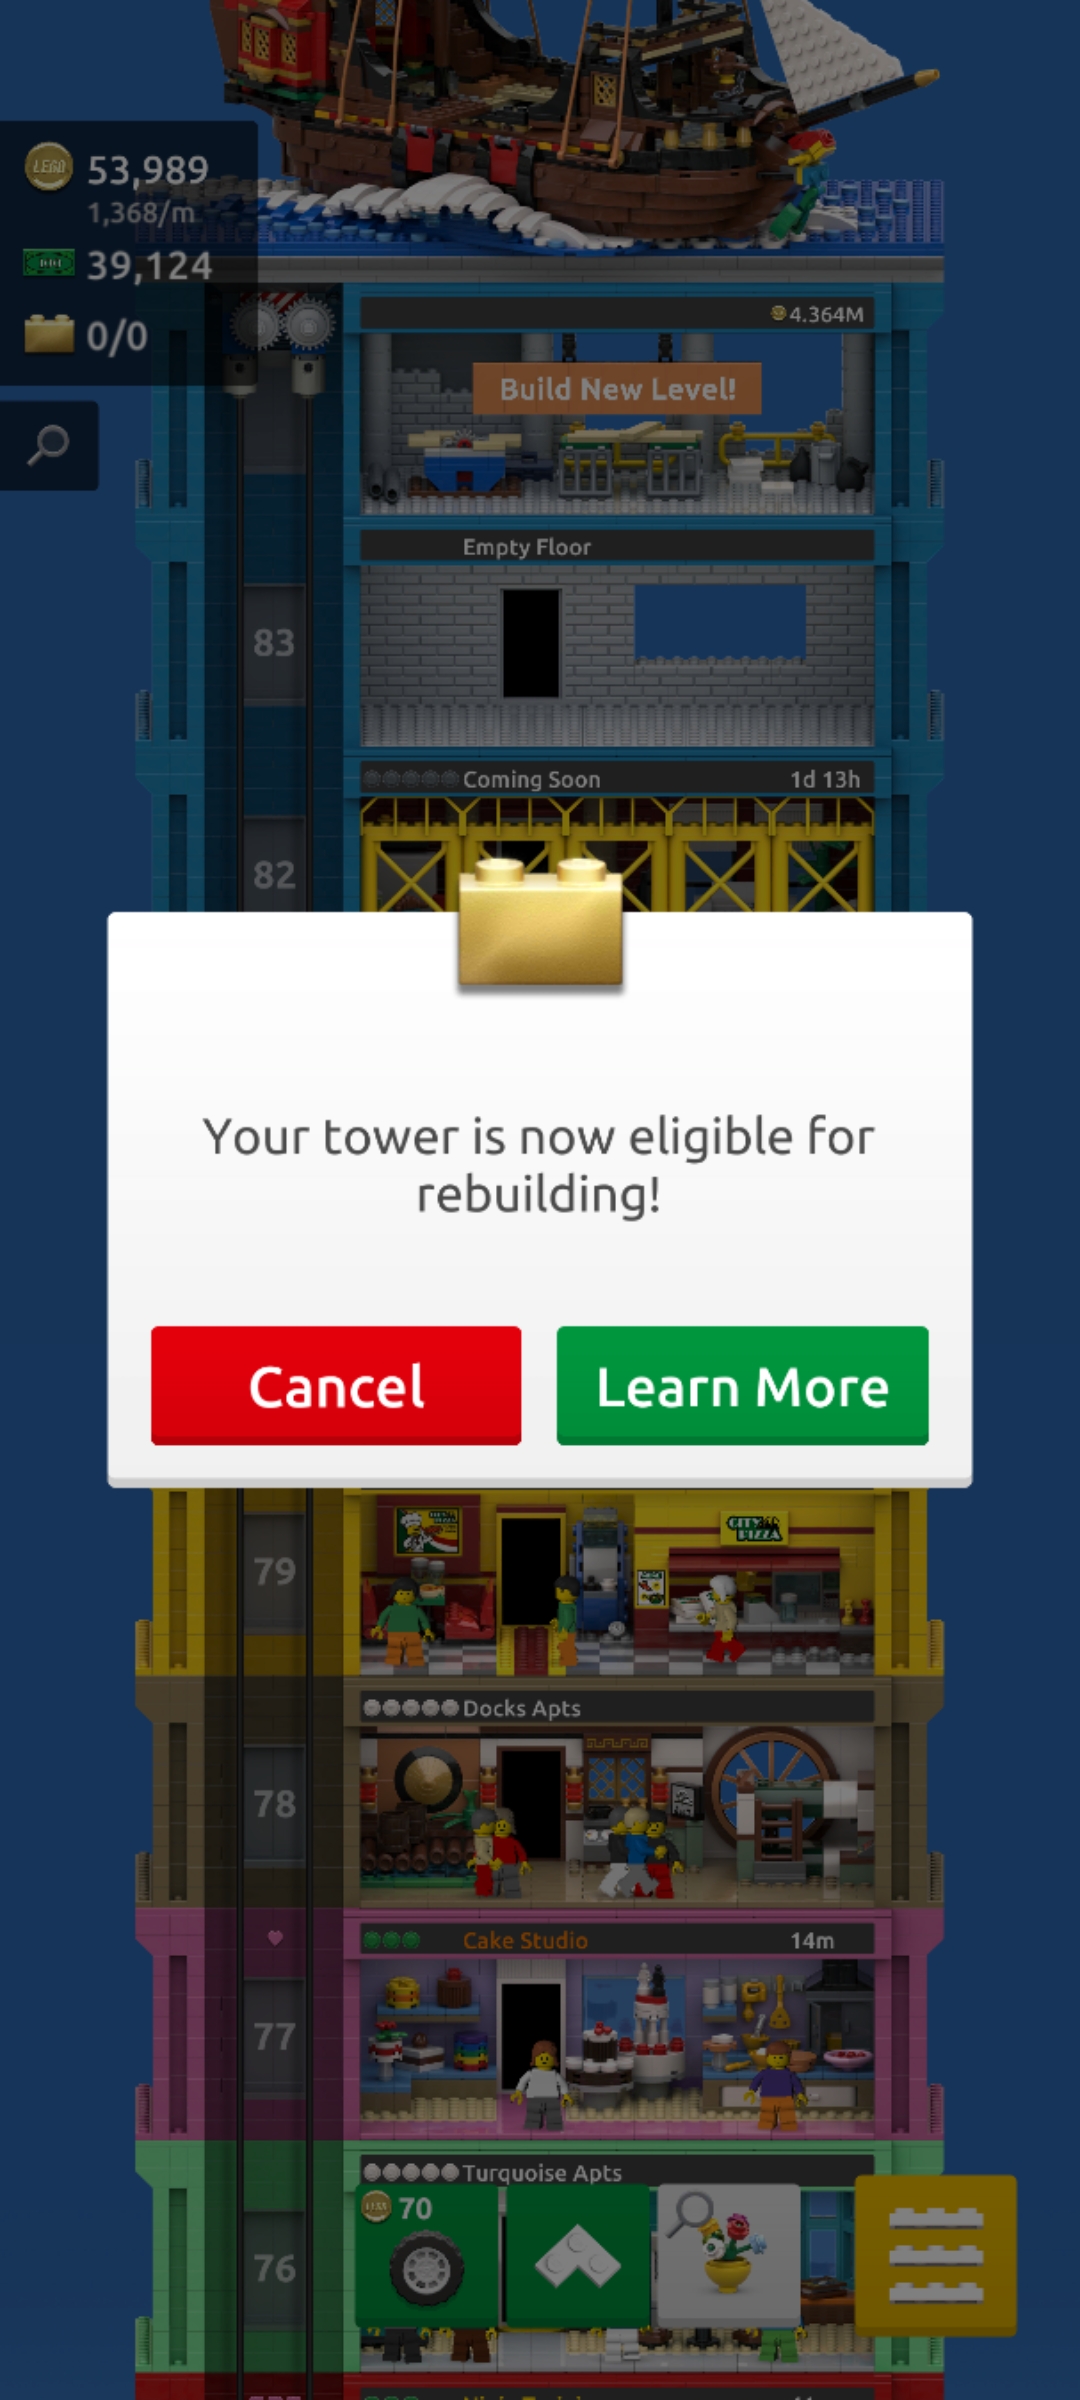 LEGO 53,989
1,368/m
39,124
0/0
4.364M
Build New Level!
Empty Floor
83
Coming Soon 1d 13h
82
Your tower is now eligible for
rebuilding!
Cancel Learn More
CITY
PIZZA
79
Docks Apts
78
Cake Studio 14m
77
Turquoise Apts
70
76